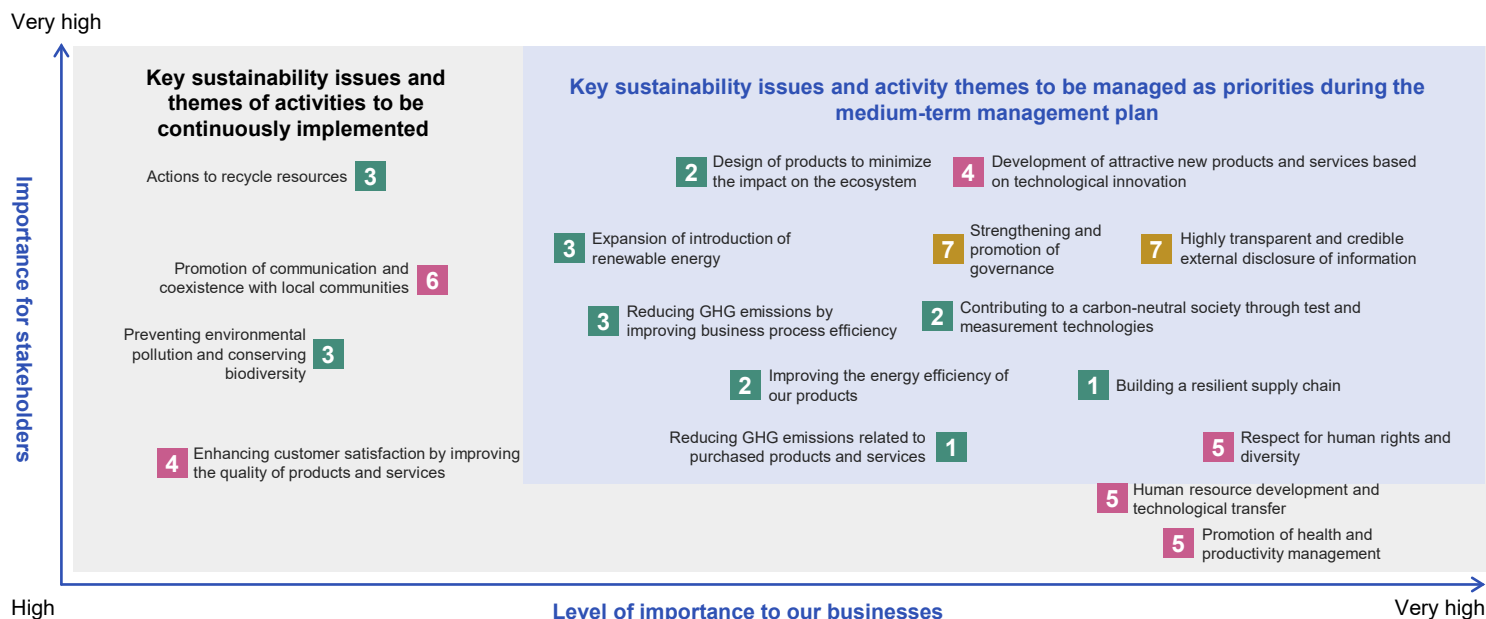 Very high
Key sustainability issues and
themes of activities to be
continuously implemented
Key sustainability issues and activity themes to be managed as priorities during the
medium-term management plan
Importance for stakeholders
Actions to recycle resources 3
2 Design of products to minimize
the impact on the ecosystem
4 Development of attractive new products and services based
on technological innovation
3 Expansion of introduction of
renewable energy
7 Strengthening and
promotion of
governance
7 Highly transparent and credible
external disclosure of information
Promotion of communication and
coexistence with local communities 6
3 Reducing GHG emissions by
improving business process efficiency
2 Contributing to a carbon-neutral society through test and
measurement technologies
Preventing environmental
pollution and conserving 3
biodiversity
2 Improving the energy efficiency of
our products
1 Building a resilient supply chain
4 Enhancing customer satisfaction by improving
the quality of products and services
Reducing GHG emissions related to
purchased products and services 1
5 Respect for human rights and
diversity
5 Human resource development and
technological transfer
5 Promotion of health and
productivity management
High
Level of importance to our businesses
Very high